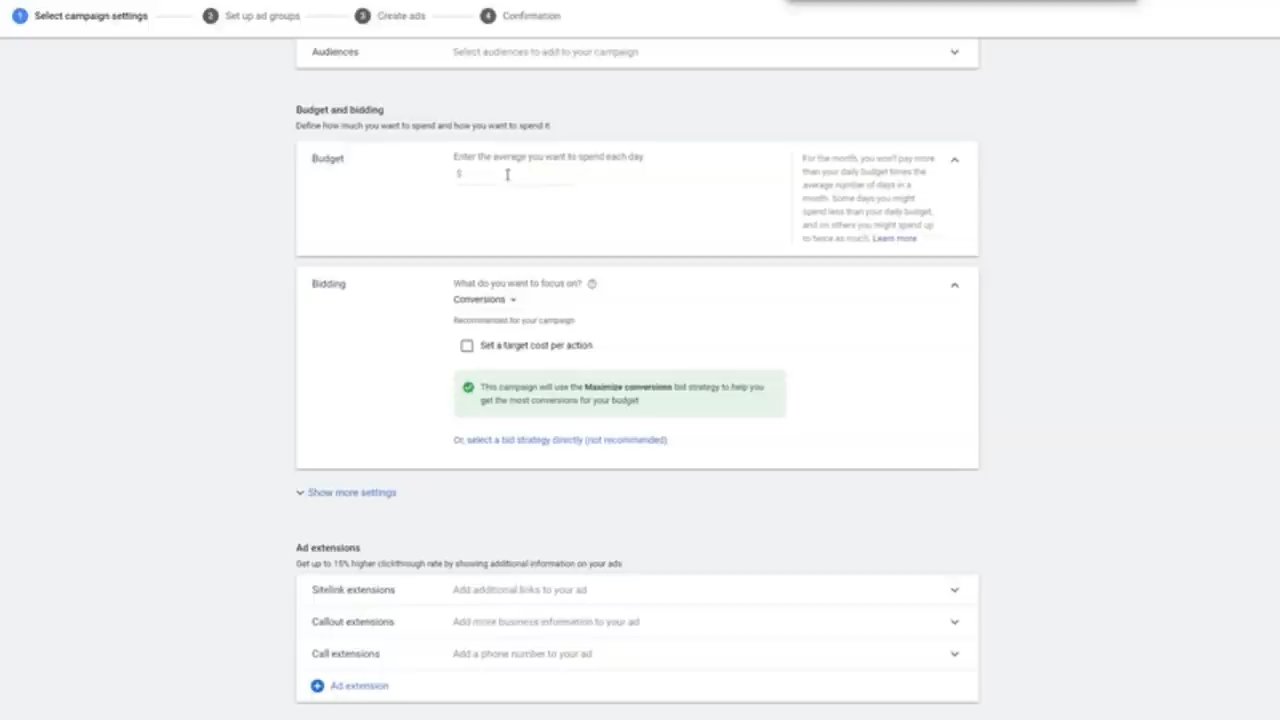 1 Select campaign settings 2 Set up ad groups 3 Create ads 4 Confirmation
Audiences Select audiences to add to your campaign
Budget and bidding
Define how much you want to spend and how you want to spend it
Budget
Enter the average you want to spend each day
$
For the month, you won't pay more
than your daily budget times the
average number of days in a
month. Some days you might
spend less than your daily budget,
and on others you might spend up
to twice as much. Learn more
Bidding
What do you want to focus on?
Conversions
Recommended for your campaign
Set a target cost per action
This campaign will use the Maximize conversions bid strategy to help you
get the most conversions for your budget
Or, select a bid strategy directly (not recommended)
Show more settings
Ad extensions
Get up to 15% higher clickthrough rate by showing additional information on your ads
Sitelink extensions Add additional links to your ad
Callout extensions Add more business information to your ad
Call extensions Add a phone number to your ad
Ad extension